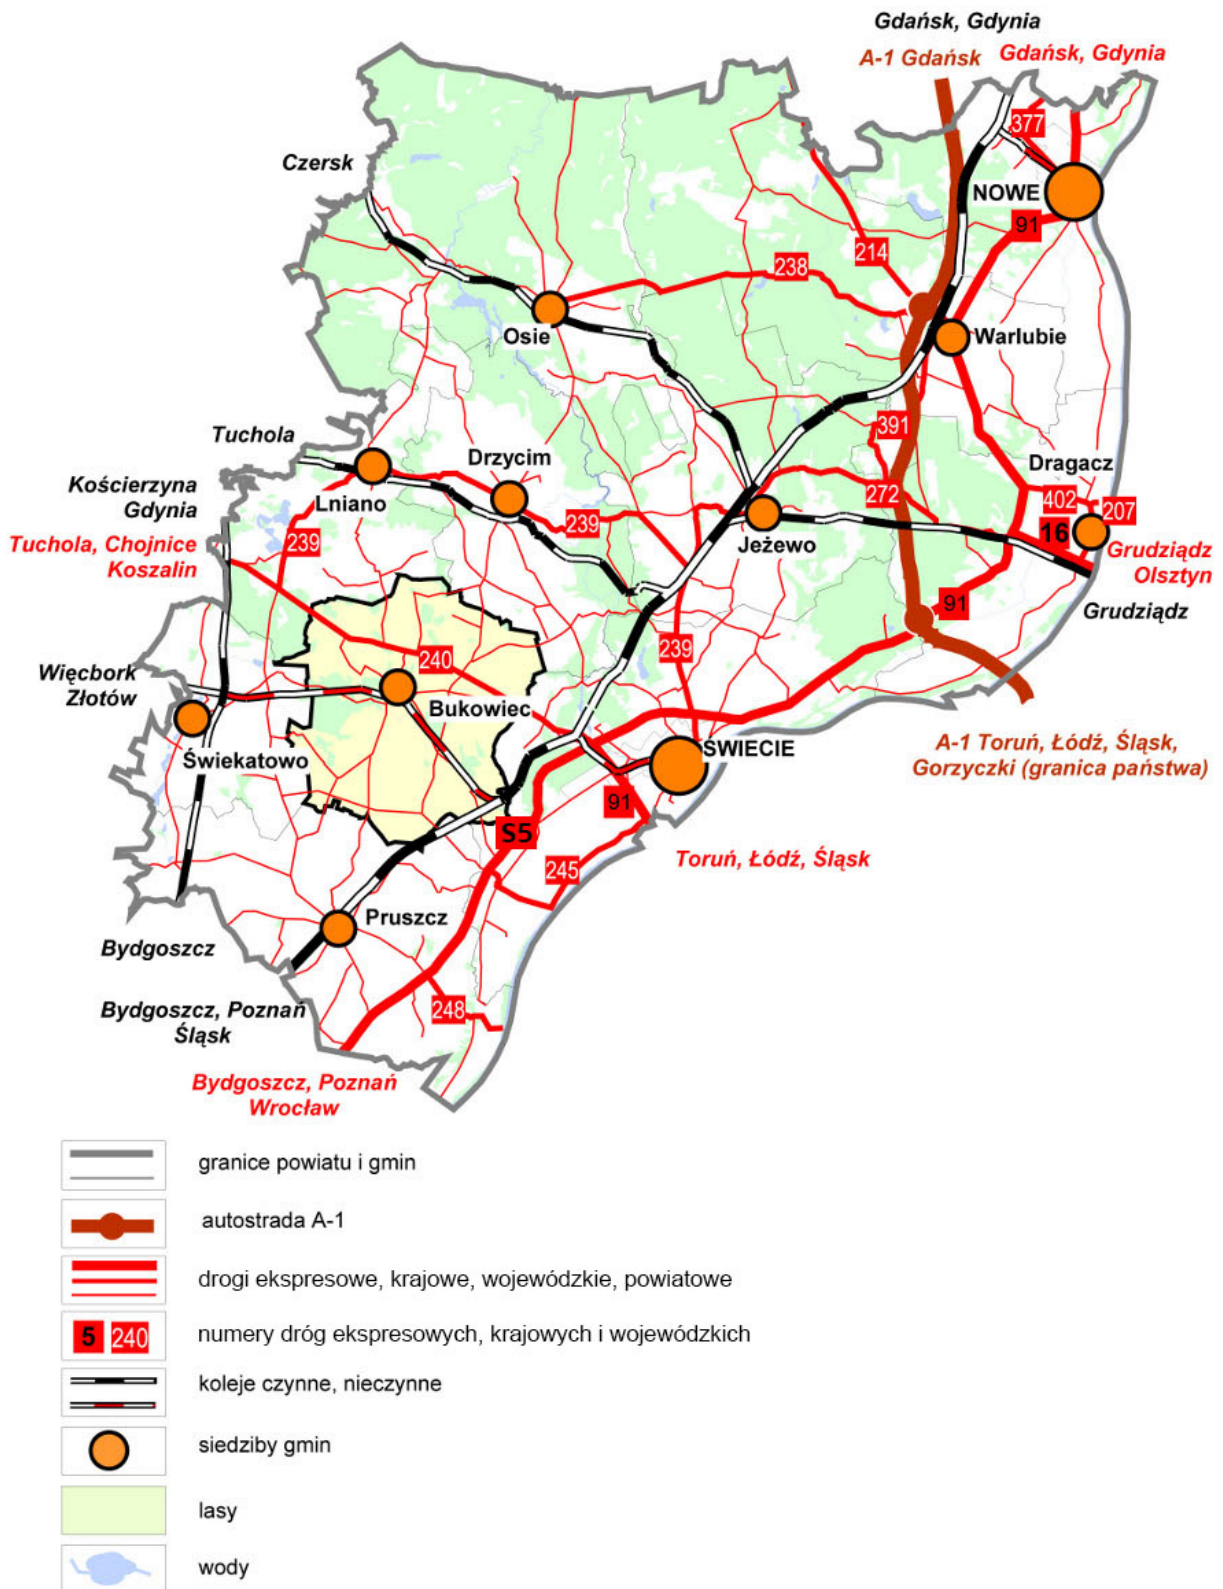 Gdańsk, Gdynia
A-1 Gdańsk
Gdańsk, Gdynia
377
Czersk
NOWE
91
214
238
Osie
Warlubie
391
Tuchola
Drzycim
Dragacz
Kościerzyna
Gdynia
Lniano
272
402
207
239
239
Jeżewo
16
Tuchola, Chojnice
Koszalin
Grudziądz
Olsztyn
91
Grudziądz
239
240
Więcbork
Złotów
Bukowiec
Świekatowo
ŚWIECIE
A-1 Toruń, Łódź, Śląsk,
Gorzyczki (granica państwa)
91
S5
Toruń, Łódź, Śląsk
245
Pruszcz
Bydgoszcz
248
Bydgoszcz, Poznań
Śląsk
Bydgoszcz, Poznań
Wrocław
granice powiatu i gmin
autostrada A-1
drogi ekspresowe, krajowe, wojewódzkie, powiatowe
5 240 numery dróg ekspresowych, krajowych i wojewódzkich
koleje czynne, nieczynne
siedziby gmin
lasy
wody